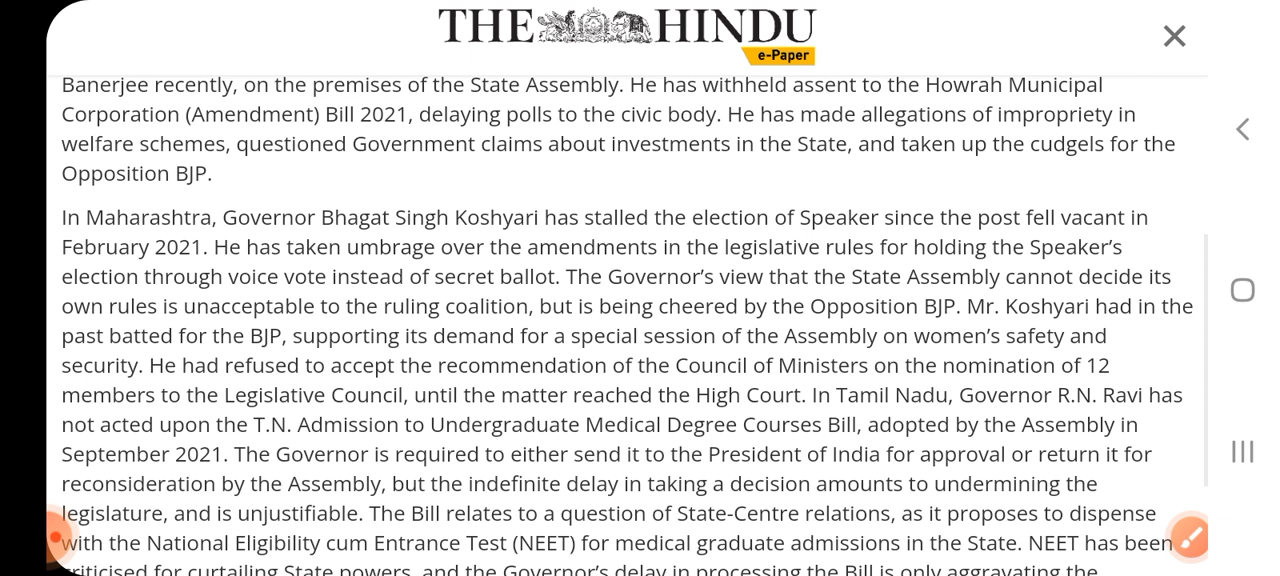 THE HINDU
e-Paper
Banerjee recently, on the premises of the State Assembly. He has withheld assent to the Howrah Municipal
Corporation (Amendment) Bill 2021, delaying polls to the civic body. He has made allegations of impropriety in
welfare schemes, questioned Government claims about investments in the State, and taken up the cudgels for the
Opposition BJP.
In Maharashtra, Governor Bhagat Singh Koshyari has stalled the election of Speaker since the post fell vacant in
February 2021. He has taken umbrage over the amendments in the legislative rules for holding the Speaker’s
election through voice vote instead of secret ballot. The Governor’s view that the State Assembly cannot decide its
own rules is unacceptable to the ruling coalition, but is being cheered by the Opposition BJP. Mr. Koshyari had in the
past batted for the BJP, supporting its demand for a special session of the Assembly on women’s safety and
security. He had refused to accept the recommendation of the Council of Ministers on the nomination of 12
members to the Legislative Council, until the matter reached the High Court. In Tamil Nadu, Governor R.N. Ravi has
not acted upon the T.N. Admission to Undergraduate Medical Degree Courses Bill, adopted by the Assembly in
September 2021. The Governor is required to either send it to the President of India for approval or return it for
reconsideration by the Assembly, but the indefinite delay in taking a decision amounts to undermining the
legislature, and is unjustifiable. The Bill relates to a question of State-Centre relations, as it proposes to dispense
with the National Eligibility cum Entrance Test (NEET) for medical graduate admissions in the State. NEET has been
criticised for curtailing State powers, and the Governor’s delay in processing the Bill is only aggravating the